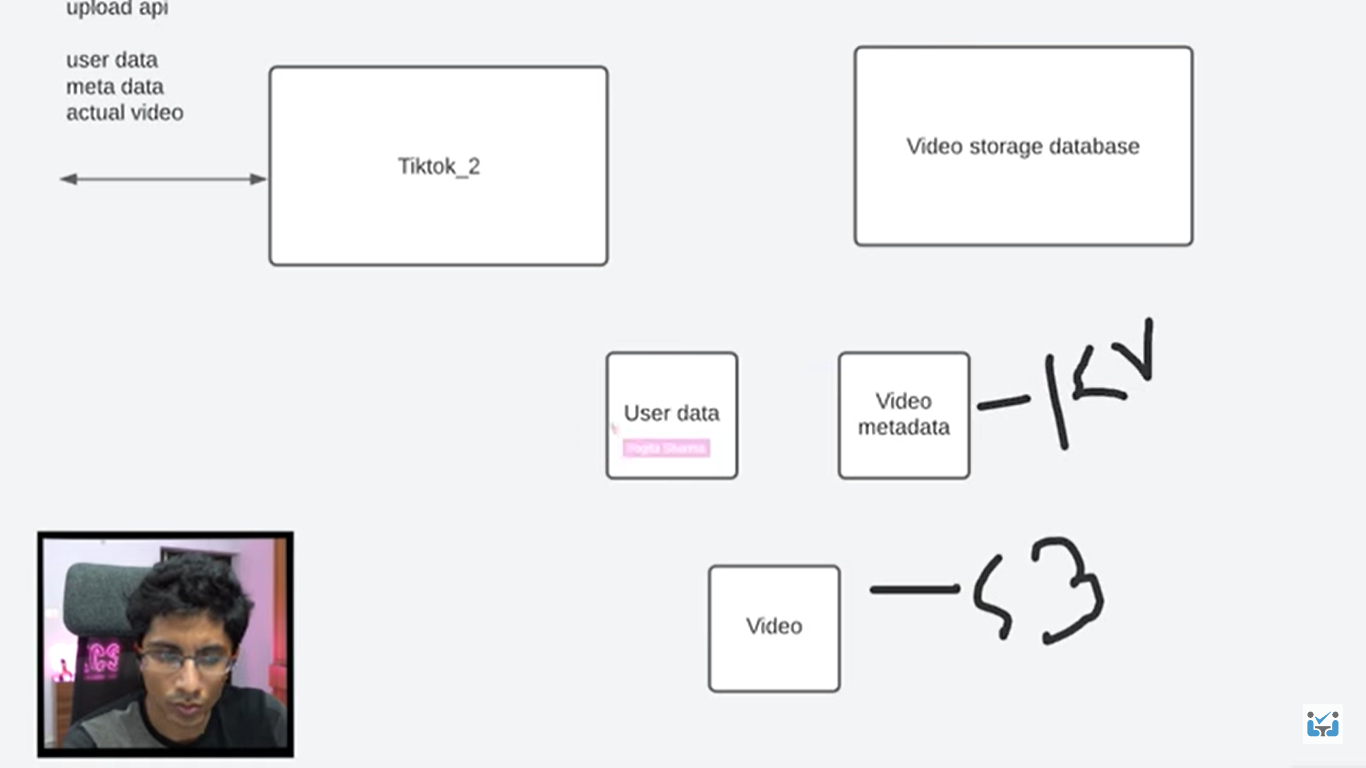 upload api
user data
meta data
actual video
Tiktok_2
Video storage database
User data
Video
metadata
KV
Video
S3